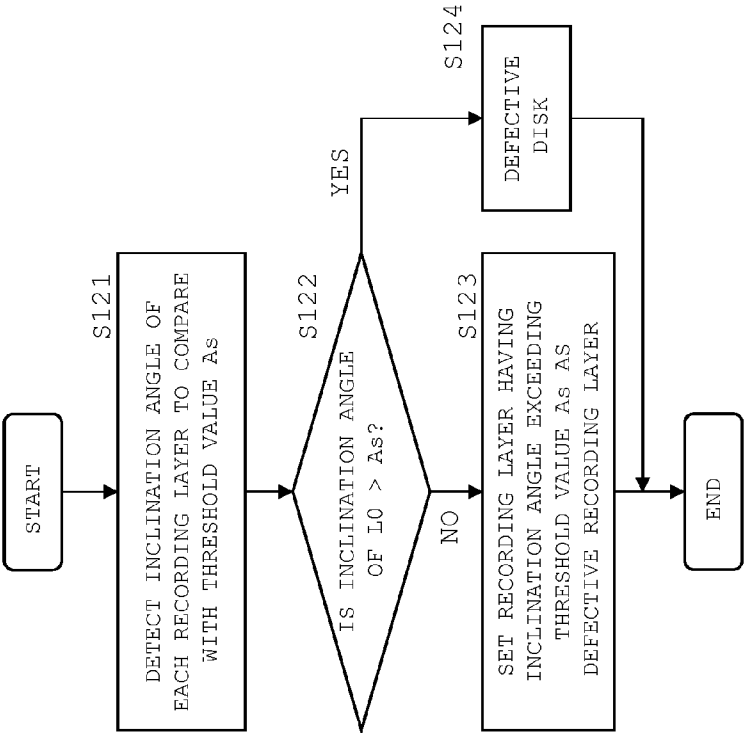 START
S121
DETECT INCLINATION ANGLE OF
EACH RECORDING LAYER TO COMPARE
WITH THRESHOLD VALUE As
S122
IS INCLINATION ANGLE
OF L0 > As?
YES
NO
S124
DEFECTIVE
DISK
S123
SET RECORDING LAYER HAVING
INCLINATION ANGLE EXCEEDING
THRESHOLD VALUE As AS
DEFECTIVE RECORDING LAYER
END